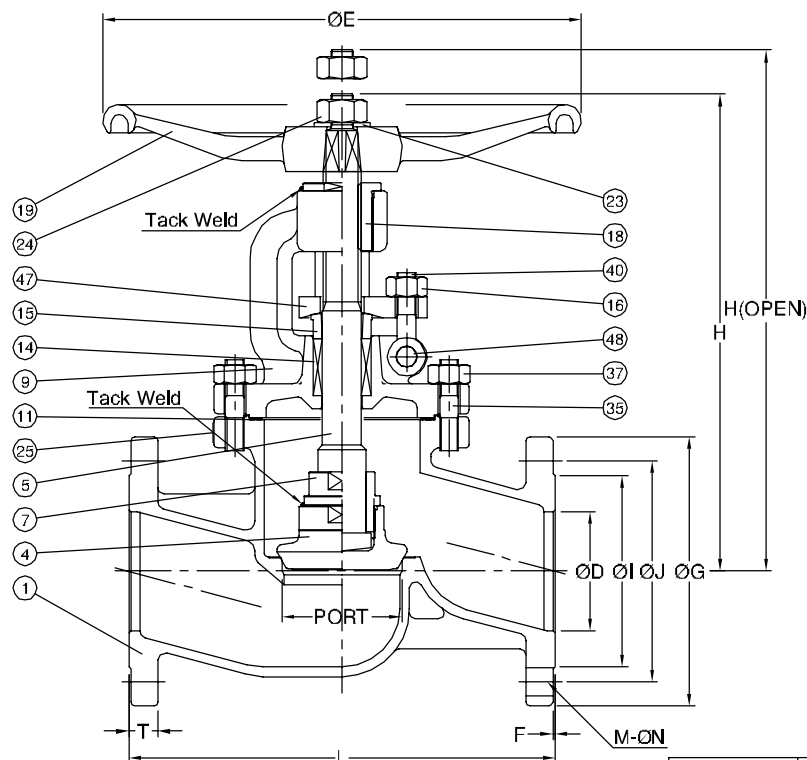 ØE
19
Tack Weld
23
24
18
47
40
15
16
H(OPEN)
H
14
48
9
37
Tack Weld
11
35
25
5
7
4
ØD ØI ØJ ØG
1
PORT
T
F
M-ØN
L